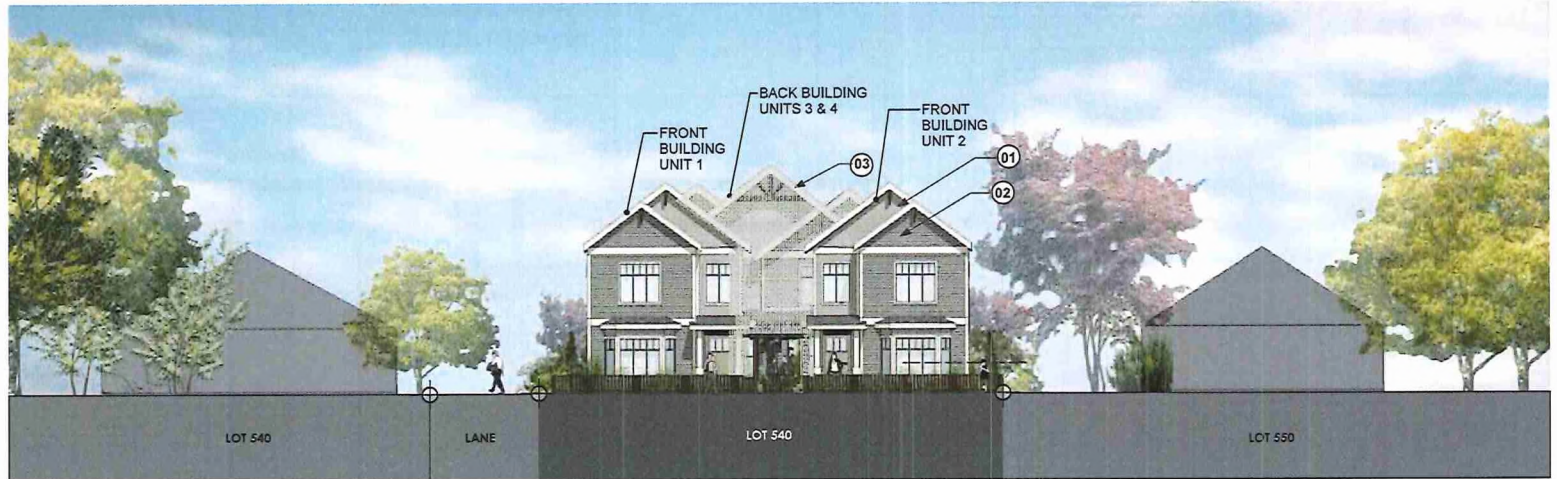 BACK BUILDING
UNITS 3 & 4
FRONT
BUILDING
UNIT 2
FRONT
BUILDING
UNIT 1
01
03
02
LOT 540
LANE
LOT 540
LOT 550